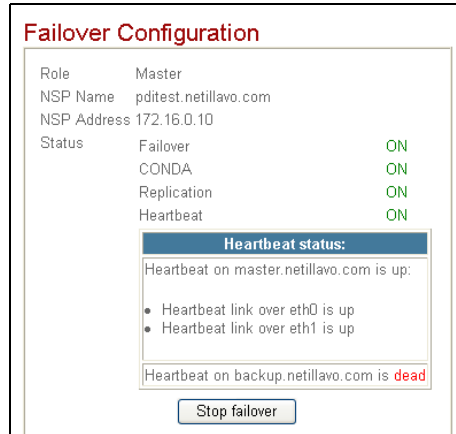 Failover Configuration
Role Master
NSP Name pditest.netillavo.com
NSP Address 172.16.0.10
Status Failover ON
CONDA ON
Replication ON
Heartbeat ON
Heartbeat status:
Heartbeat on master.netillavo.com is up:
• Heartbeat link over eth0 is up
• Heartbeat link over eth1 is up
Heartbeat on backup.netillavo.com is dead
Stop failover